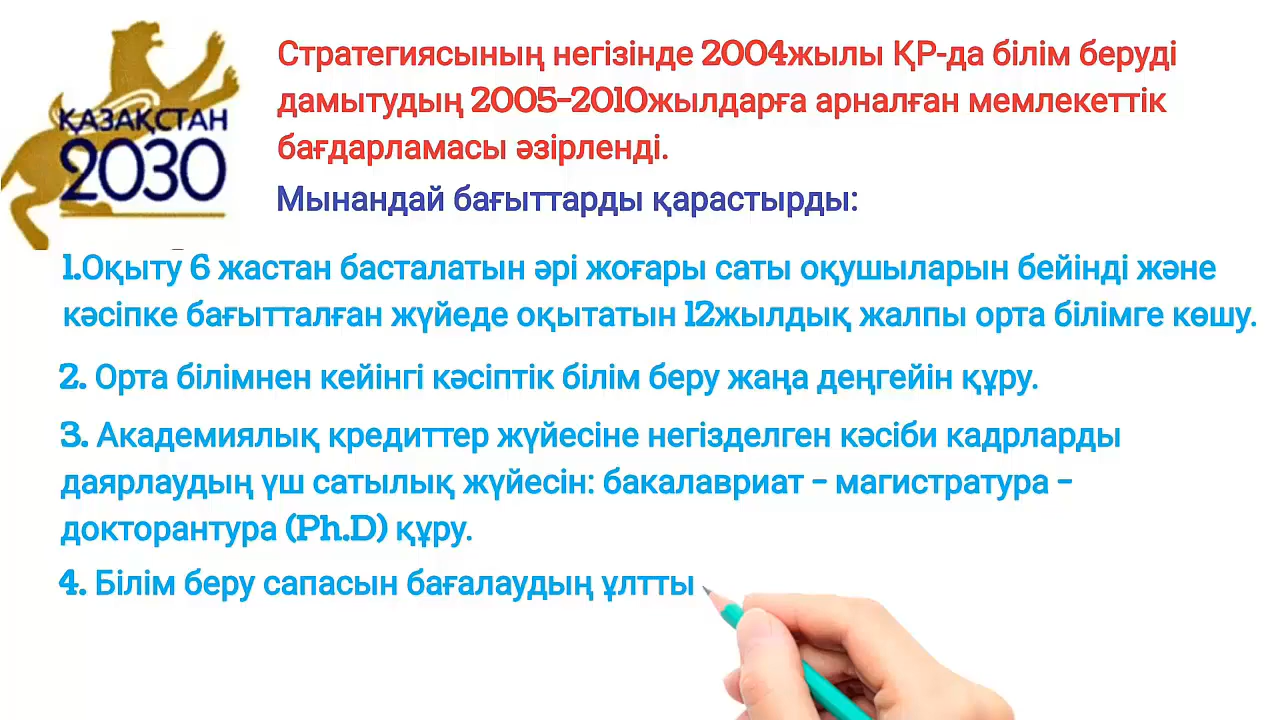 ҚАЗАҚСТАН
2030
Стратегиясының негізінде 2004жылы ҚР-да білім беруді
дамытудың 2005-2010жылдарға арналған мемлекеттік
бағдарламасы әзірленді.
Мынандай бағыттарды қарастырды:
1.Оқыту 6 жастан басталатын әрі жоғары саты оқушыларын бейінді және
кәсіпке бағытталған жүйеде оқытатын 12жылдық жалпы орта білімге көшу.
2. Орта білімнен кейінгі кәсіптік білім беру жаңа деңгейін құру.
3. Академиялық кредиттер жүйесіне негізделген кәсіби кадрларды
даярлаудың үш сатылық жүйесін: бакалавриат - магистратура -
докторантура (Ph.D) құру.
4. Білім беру сапасын бағалаудың ұлтты